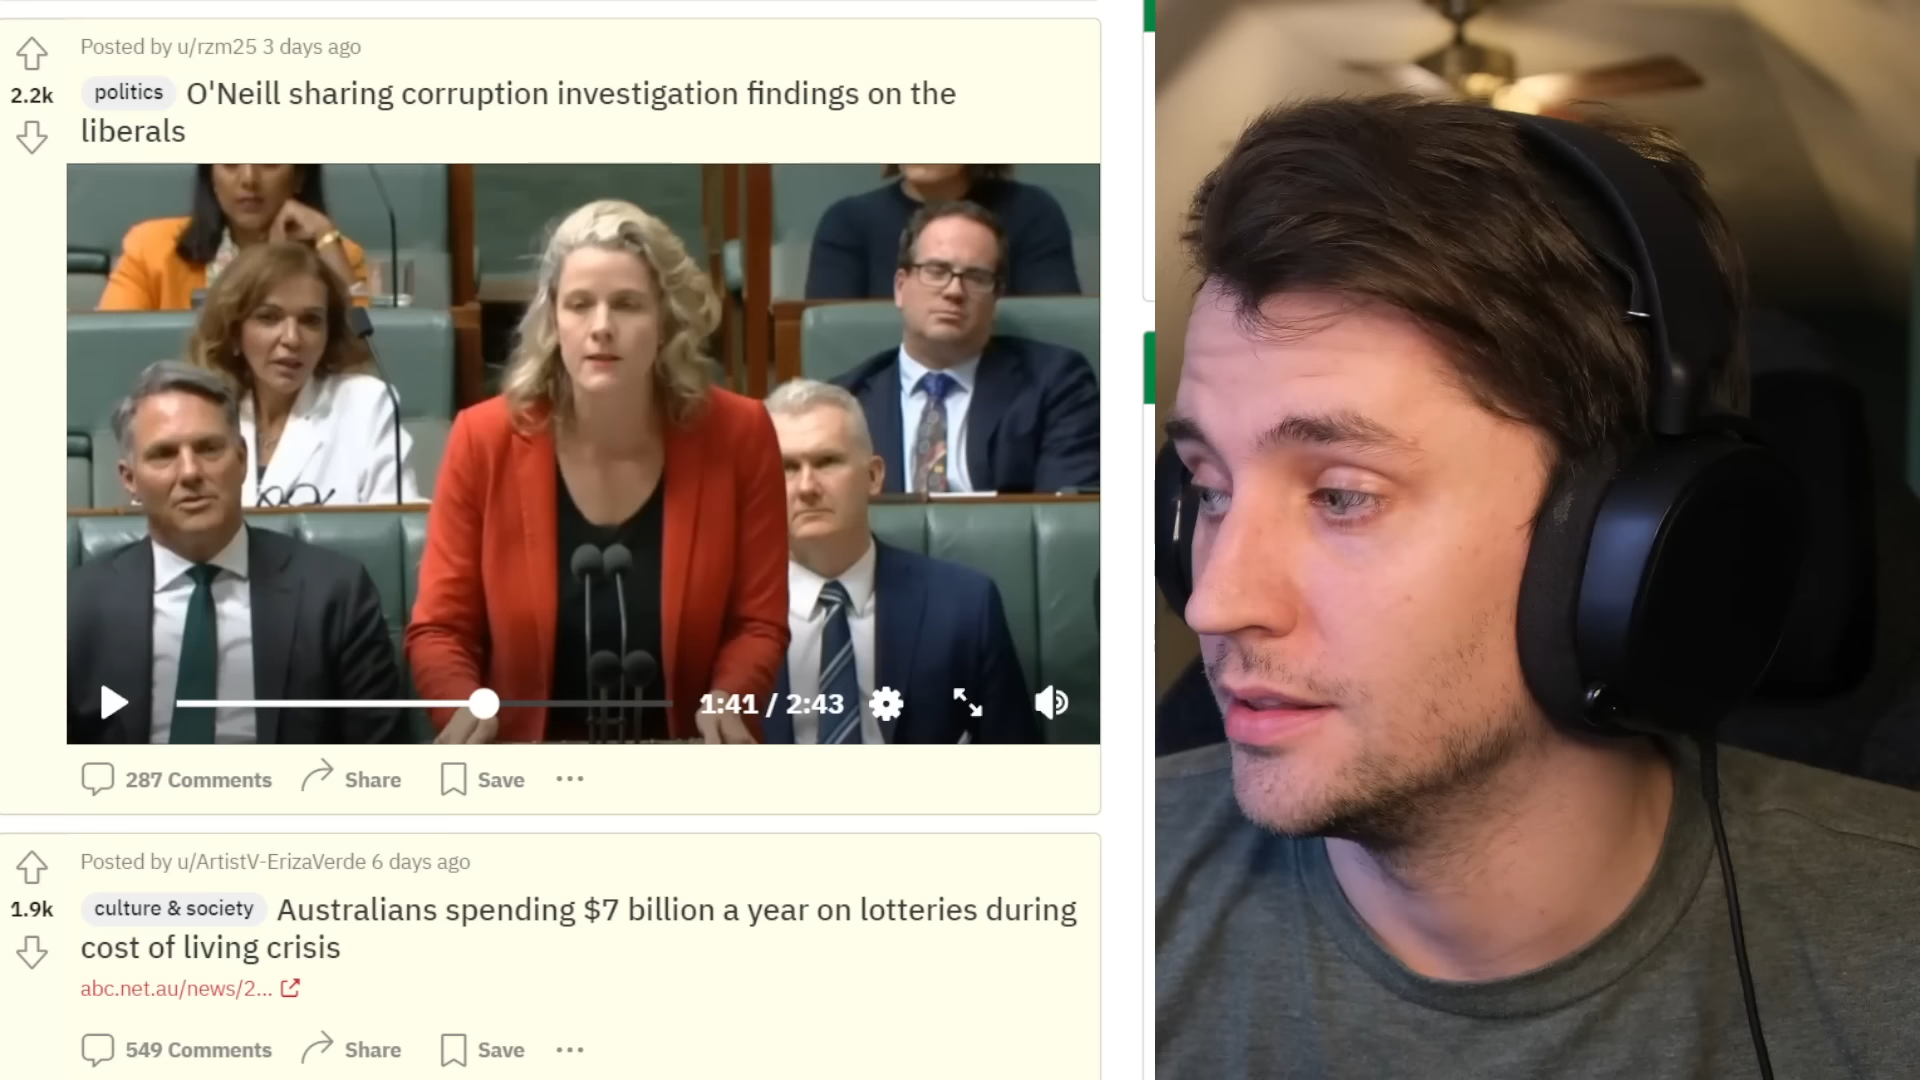 Posted by u/rzm25 3 days ago
2.2k
politics O'Neill sharing corruption investigation findings on the
liberals
1:41 / 2:43
287 Comments Share Save
Posted by u/ArtistV-ErizaVerde 6 days ago
1.9k
culture & society Australians spending $7 billion a year on lotteries during
cost of living crisis
abc.net.au/news/2...
549 Comments Share Save